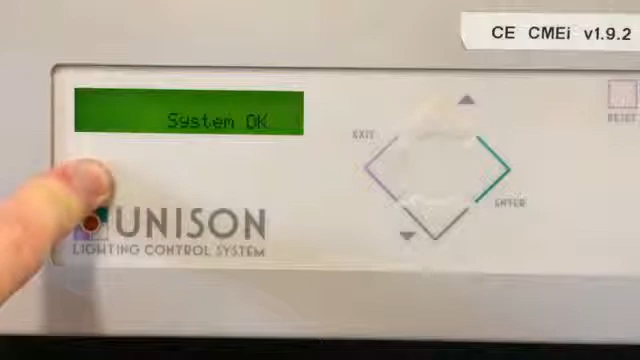 CE CMEi v1.9.2
System OK
EXIT
RESET
ENTER
UNISON
LIGHTING CONTROL SYSTEM